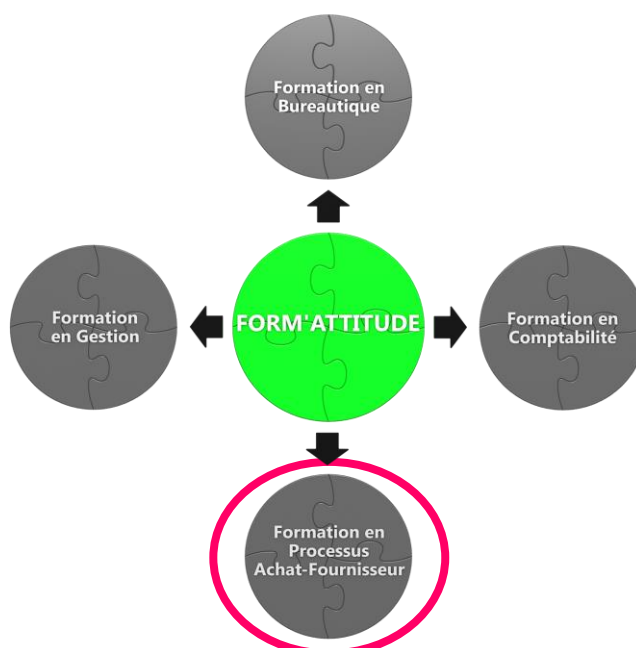 Formation en
Bureautique
Formation
en Gestion
FORM'ATTITUDE
Formation en
Comptabilité
Formation en
Processus
Achat-Fournisseur